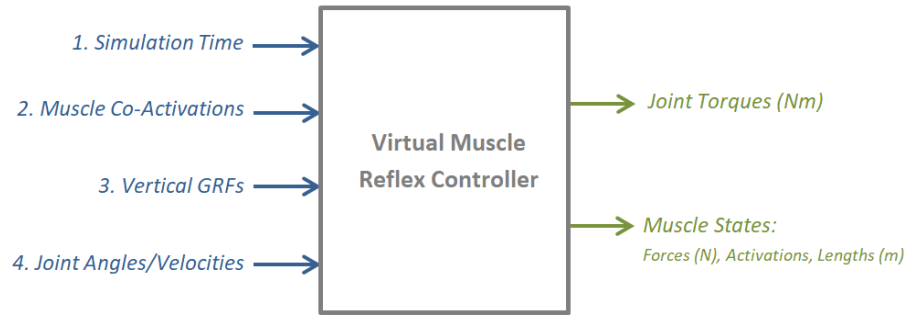 1. Simulation Time
2. Muscle Co-Activations
3. Vertical GRFs
4. Joint Angles/Velocities
Virtual Muscle
Reflex Controller
Joint Torques (Nm)
Muscle States:
Forces (N), Activations, Lengths (m)